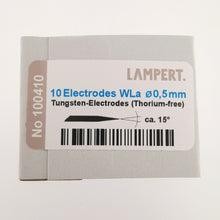 LAMPERT.
No 100410
10 Electrodes WLa ø0,5mm
Tungsten-Electrodes (Thorium-free)
ca. 15°